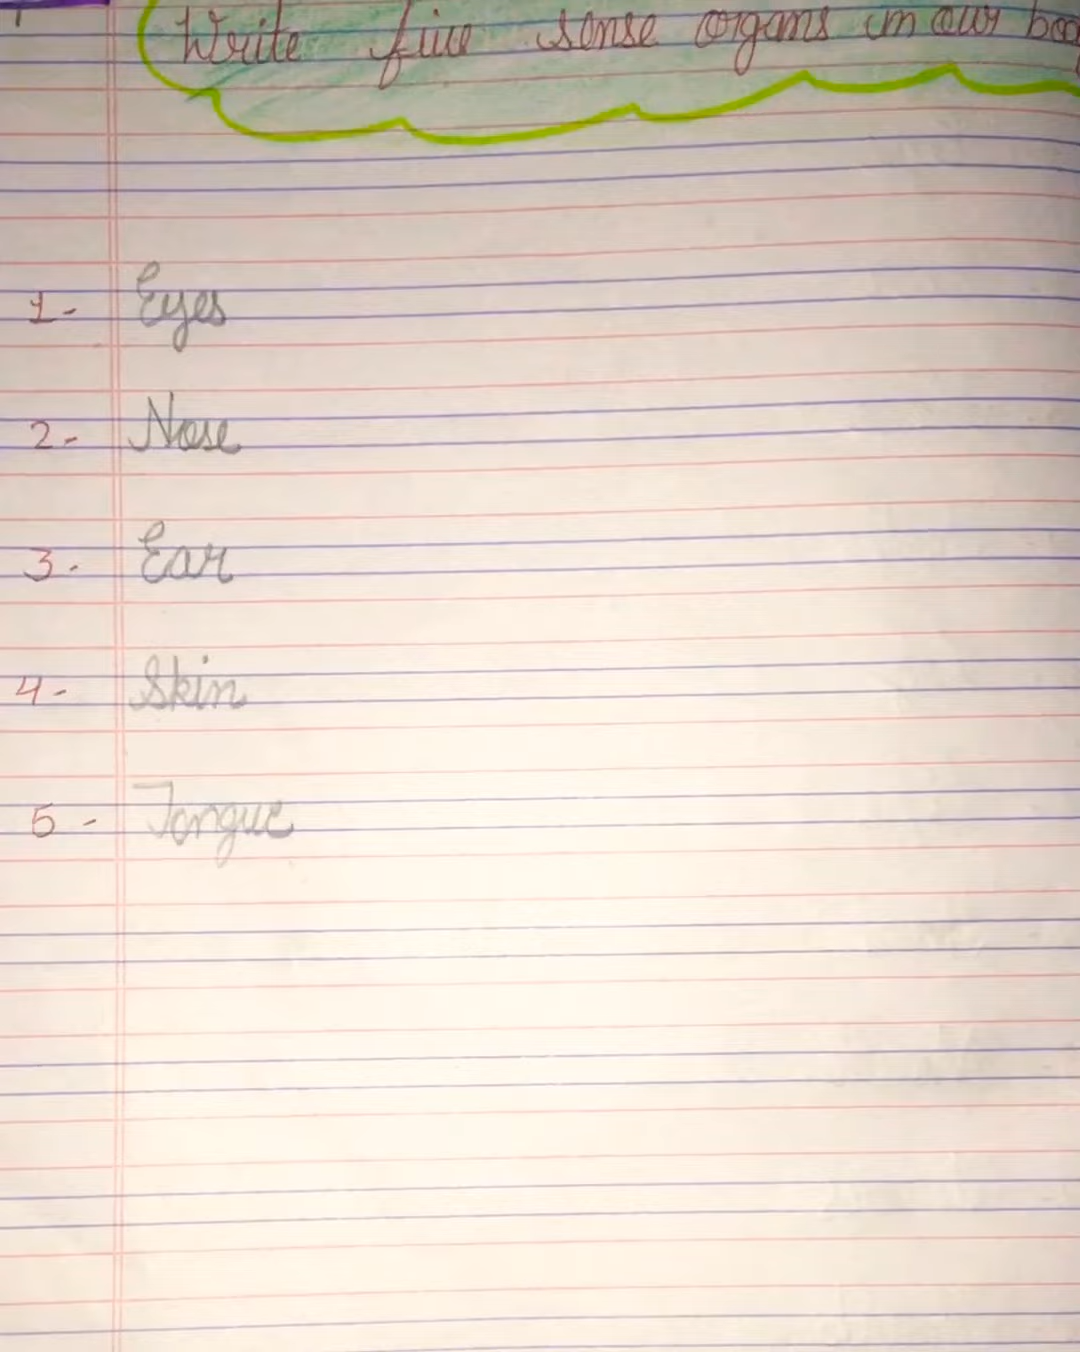 Write five sense organs in our
1- Eyes
2- Nose
3. Ear
4- Skin
5- Tongue